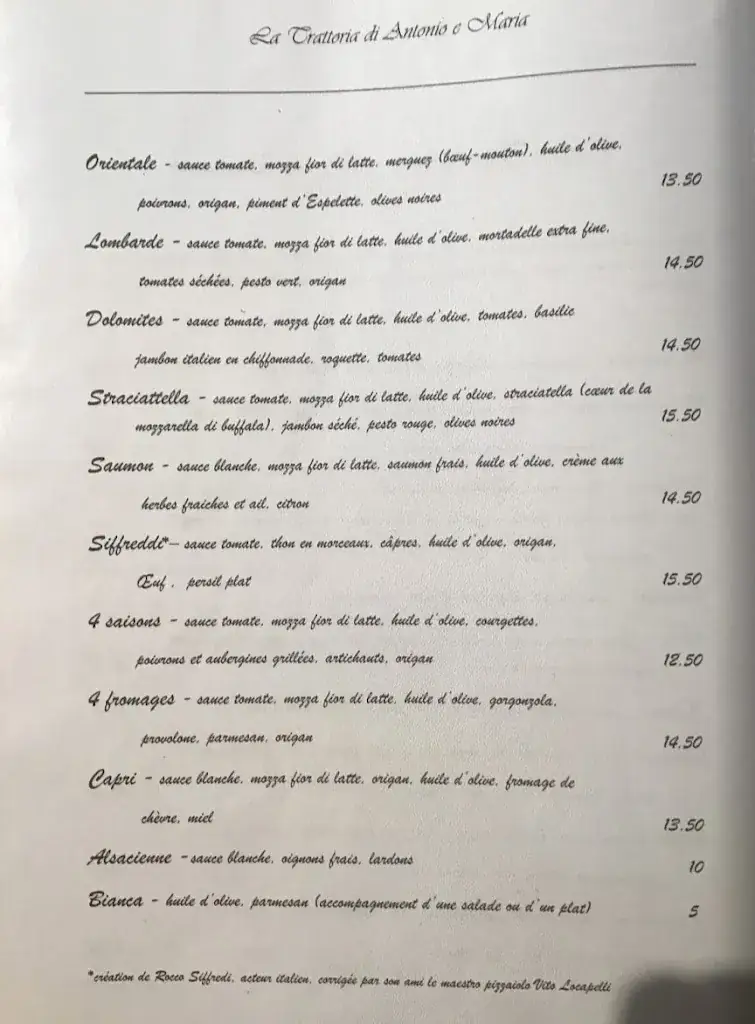 La Trattoria di Antonio e Maria
Orientale - sauce tomate, mozza fior di latte, merguez (bœuf-mouton), huile d'olive, 
poivrons, origan, piment d'Espelette, olives noires
13.50
Lombarde - sauce tomate, mozza fior di latte, huile d'olive, mortadelle extra fine,
tomates séchées, pesto vert, origan
14.50
Dolomites - sauce tomate, mozza fior di latte, huile d'olive, tomates, basilic
jambon italien en chiffonnade, roquette, tomates
14.50
Straciattella - sauce tomate, mozza fior di latte, huile d'olive, straciatella (cœur de la
mozzarella di buffala), jambon séché, pesto rouge, olives noires
15.50
Saumon - sauce blanche, mozza fior di latte, saumon frais, huile d'olive, crème aux
herbes fraiches et ail, citron
14.50
Siffreddi*– sauce tomate, thon en morceaux, câpres, huile d'olive, origan,
Œuf , persil plat
15.50
4 saisons - sauce tomate, mozza fior di latte, huile d'olive, courgettes,
poivrons et aubergines grillées, artichauts, origan
12.50
4 fromages - sauce tomate, mozza fior di latte, huile d'olive, gorgonzola,
provolone, parmesan, origan
14.50
Capri - sauce blanche, mozza fior di latte, origan, huile d'olive, fromage de
chèvre, miel
13.50
Alsacienne - sauce blanche, oignons frais, lardons
10
Bianca - huile d'olive, parmesan (accompagnement d'une salade ou d'un plat)
5
*création de Rocco Siffredi, acteur italien, corrigée par son ami le maestro pizzaiolo Vito Locapelli